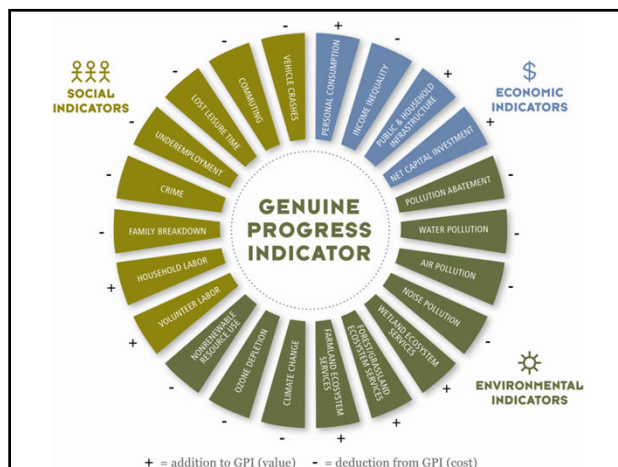 SOCIAL
INDICATORS
$
ECONOMIC
INDICATORS
GENUINE
PROGRESS
INDICATOR
+
PERSONAL CONSUMPTION
-
INCOME INEQUALITY
+
PUBLIC & HOUSEHOLD
INFRASTRUCTURE
+
NET CAPITAL INVESTMENT
-
POLLUTION ABATEMENT
-
WATER POLLUTION
-
AIR POLLUTION
-
NOISE POLLUTION
+
WETLAND ECOSYSTEM
SERVICES
+
FOREST/GRASSLAND
ECOSYSTEM SERVICES
+
FARMLAND ECOSYSTEM
SERVICES
-
CLIMATE CHANGE
-
OZONE DEPLETION
-
NONRENEWABLE
RESOURCE USE
+
VOLUNTEER LABOR
+
HOUSEHOLD LABOR
-
FAMILY BREAKDOWN
-
CRIME
-
UNDEREMPLOYMENT
-
LOST LEISURE TIME
-
COMMUTING
-
VEHICLE CRASHES
ENVIRONMENTAL
INDICATORS
+ = addition to GPI (value) - = deduction from GPI (cost)